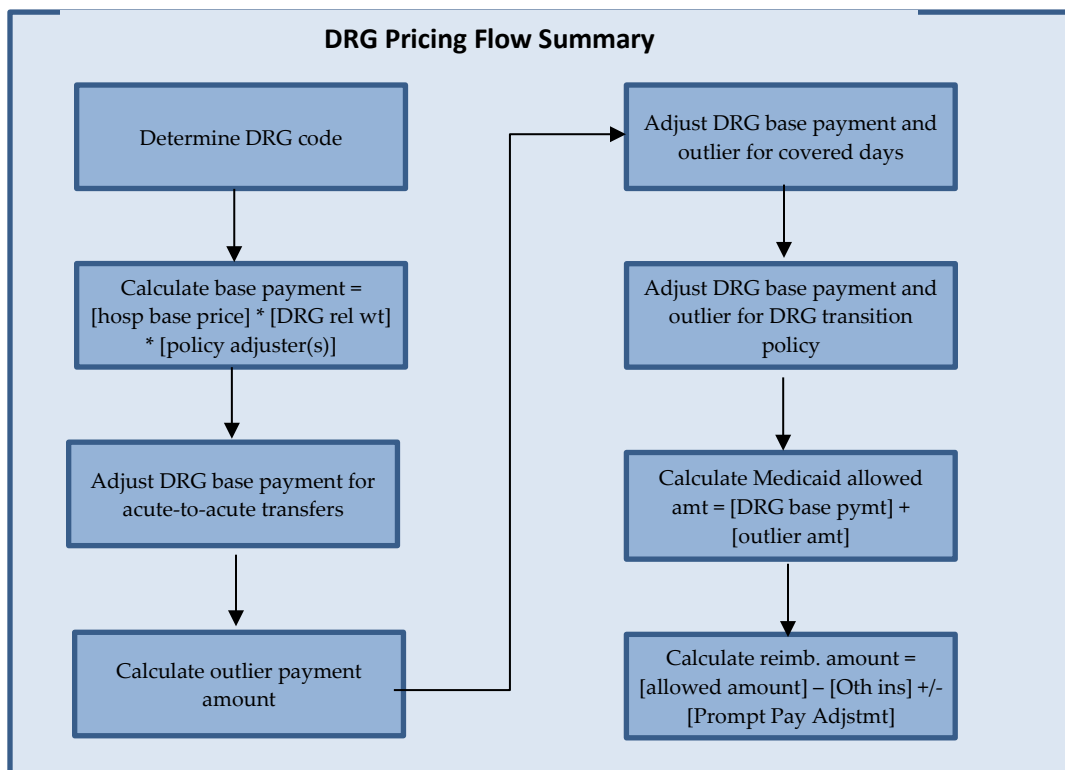 DRG Pricing Flow Summary
Determine DRG code
Calculate base payment =
[hosp base price] * [DRG rel wt]
* [policy adjuster(s)]
Adjust DRG base payment for
acute-to-acute transfers
Calculate outlier payment
amount
Adjust DRG base payment and
outlier for covered days
Adjust DRG base payment and
outlier for DRG transition
policy
Calculate Medicaid allowed
amt = [DRG base pymt] +
[outlier amt]
Calculate reimb. amount =
[allowed amount] – [Oth ins] +/-
[Prompt Pay Adjstmt]